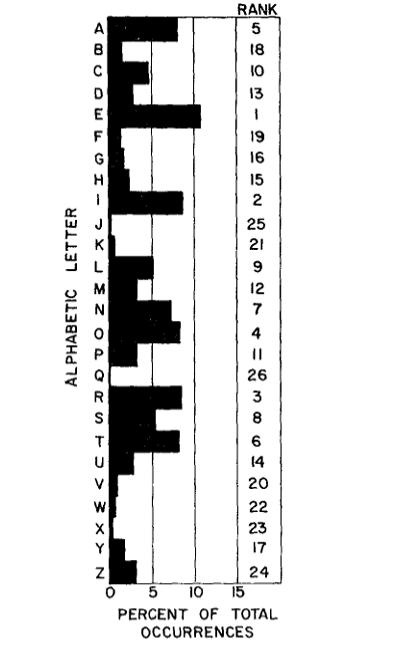 RANK
A 5
B 18
C 10
D 13
E 1
F 19
G 16
H 15
I 2
J 25
K 21
L 9
M 12
N 7
O 4
P 11
Q 26
R 3
S 8
T 6
U 14
V 20
W 22
X 23
Y 17
Z 24
ALPHABETIC LETTER
0 5 10 15
PERCENT OF TOTAL
OCCURRENCES